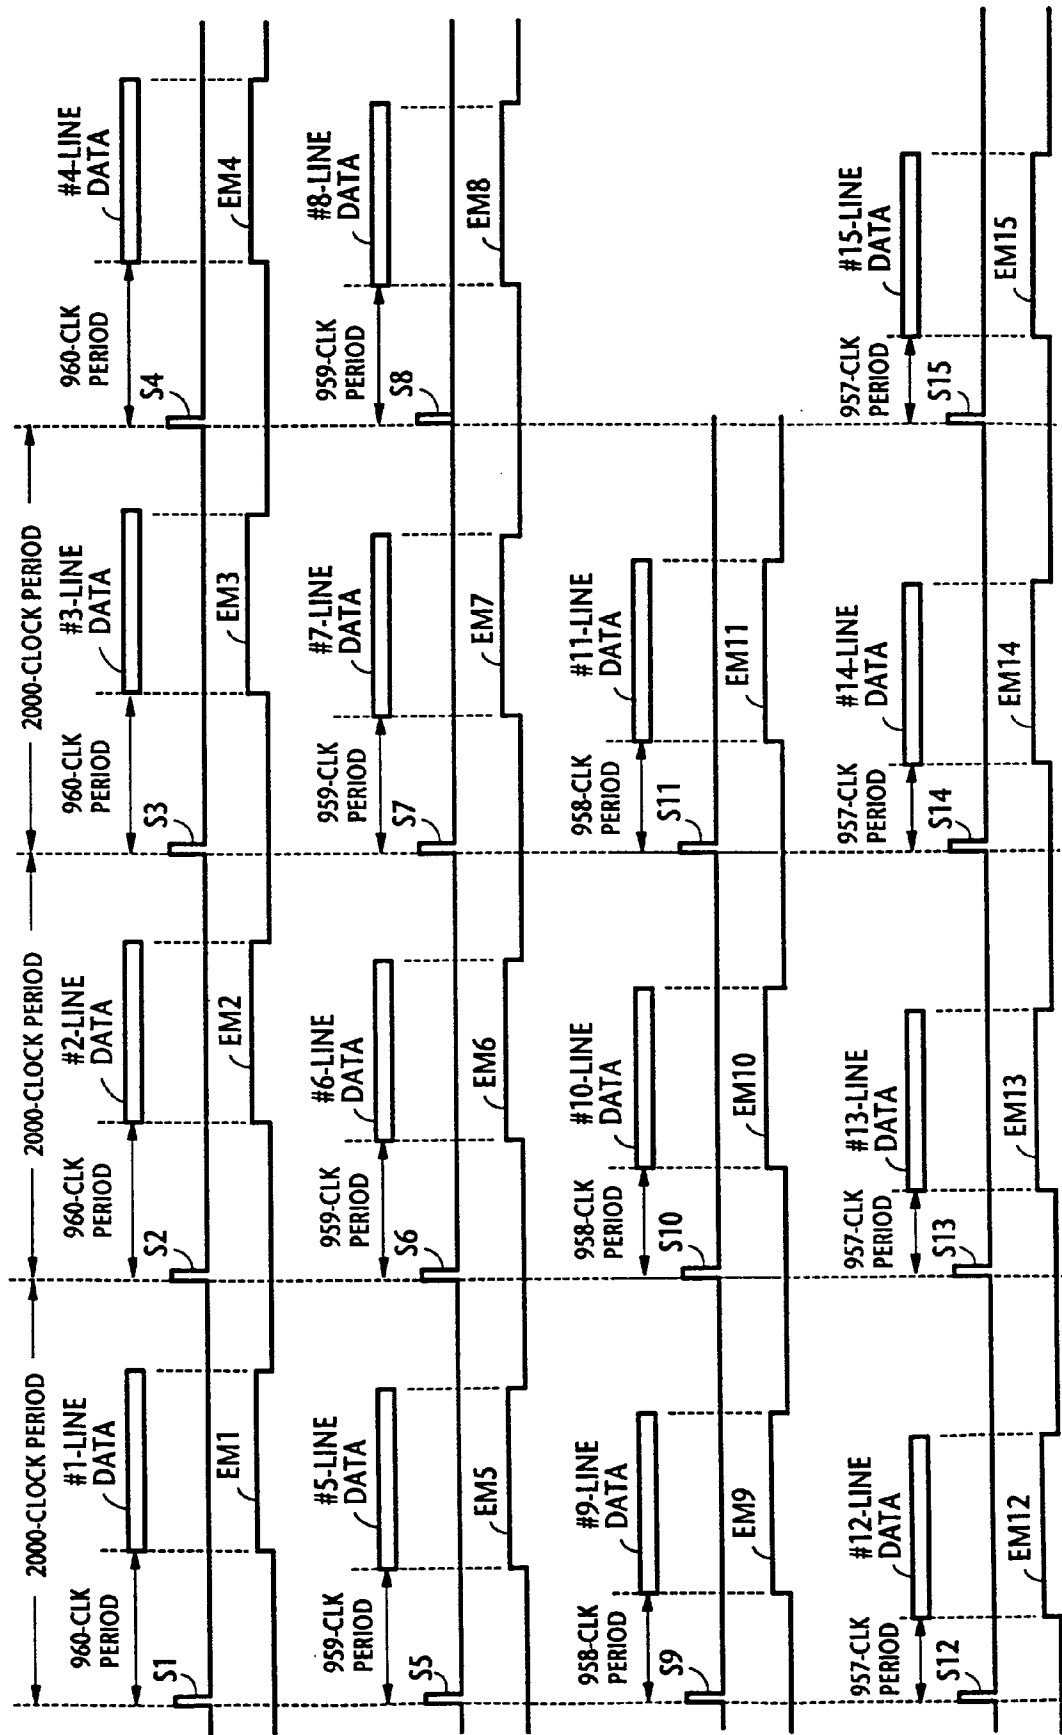 2000-CLOCK PERIOD
2000-CLOCK PERIOD
2000-CLOCK PERIOD
960-CLK
PERIOD
#1-LINE
DATA
960-CLK
PERIOD
#2-LINE
DATA
960-CLK
PERIOD
#3-LINE
DATA
960-CLK
PERIOD
#4-LINE
DATA
S1
S2
S3
S4
EM1
EM2
EM3
EM4
959-CLK
PERIOD
#5-LINE
DATA
959-CLK
PERIOD
#6-LINE
DATA
959-CLK
PERIOD
#7-LINE
DATA
959-CLK
PERIOD
#8-LINE
DATA
S5
S6
S7
S8
EM5
EM6
EM7
EM8
958-CLK
PERIOD
#9-LINE
DATA
958-CLK
PERIOD
#10-LINE
DATA
958-CLK
PERIOD
#11-LINE
DATA
S9
S10
S11
EM9
EM10
EM11
957-CLK
PERIOD
#12-LINE
DATA
957-CLK
PERIOD
#13-LINE
DATA
957-CLK
PERIOD
#14-LINE
DATA
957-CLK
PERIOD
#15-LINE
DATA
S12
S13
S14
S15
EM12
EM13
EM14
EM15